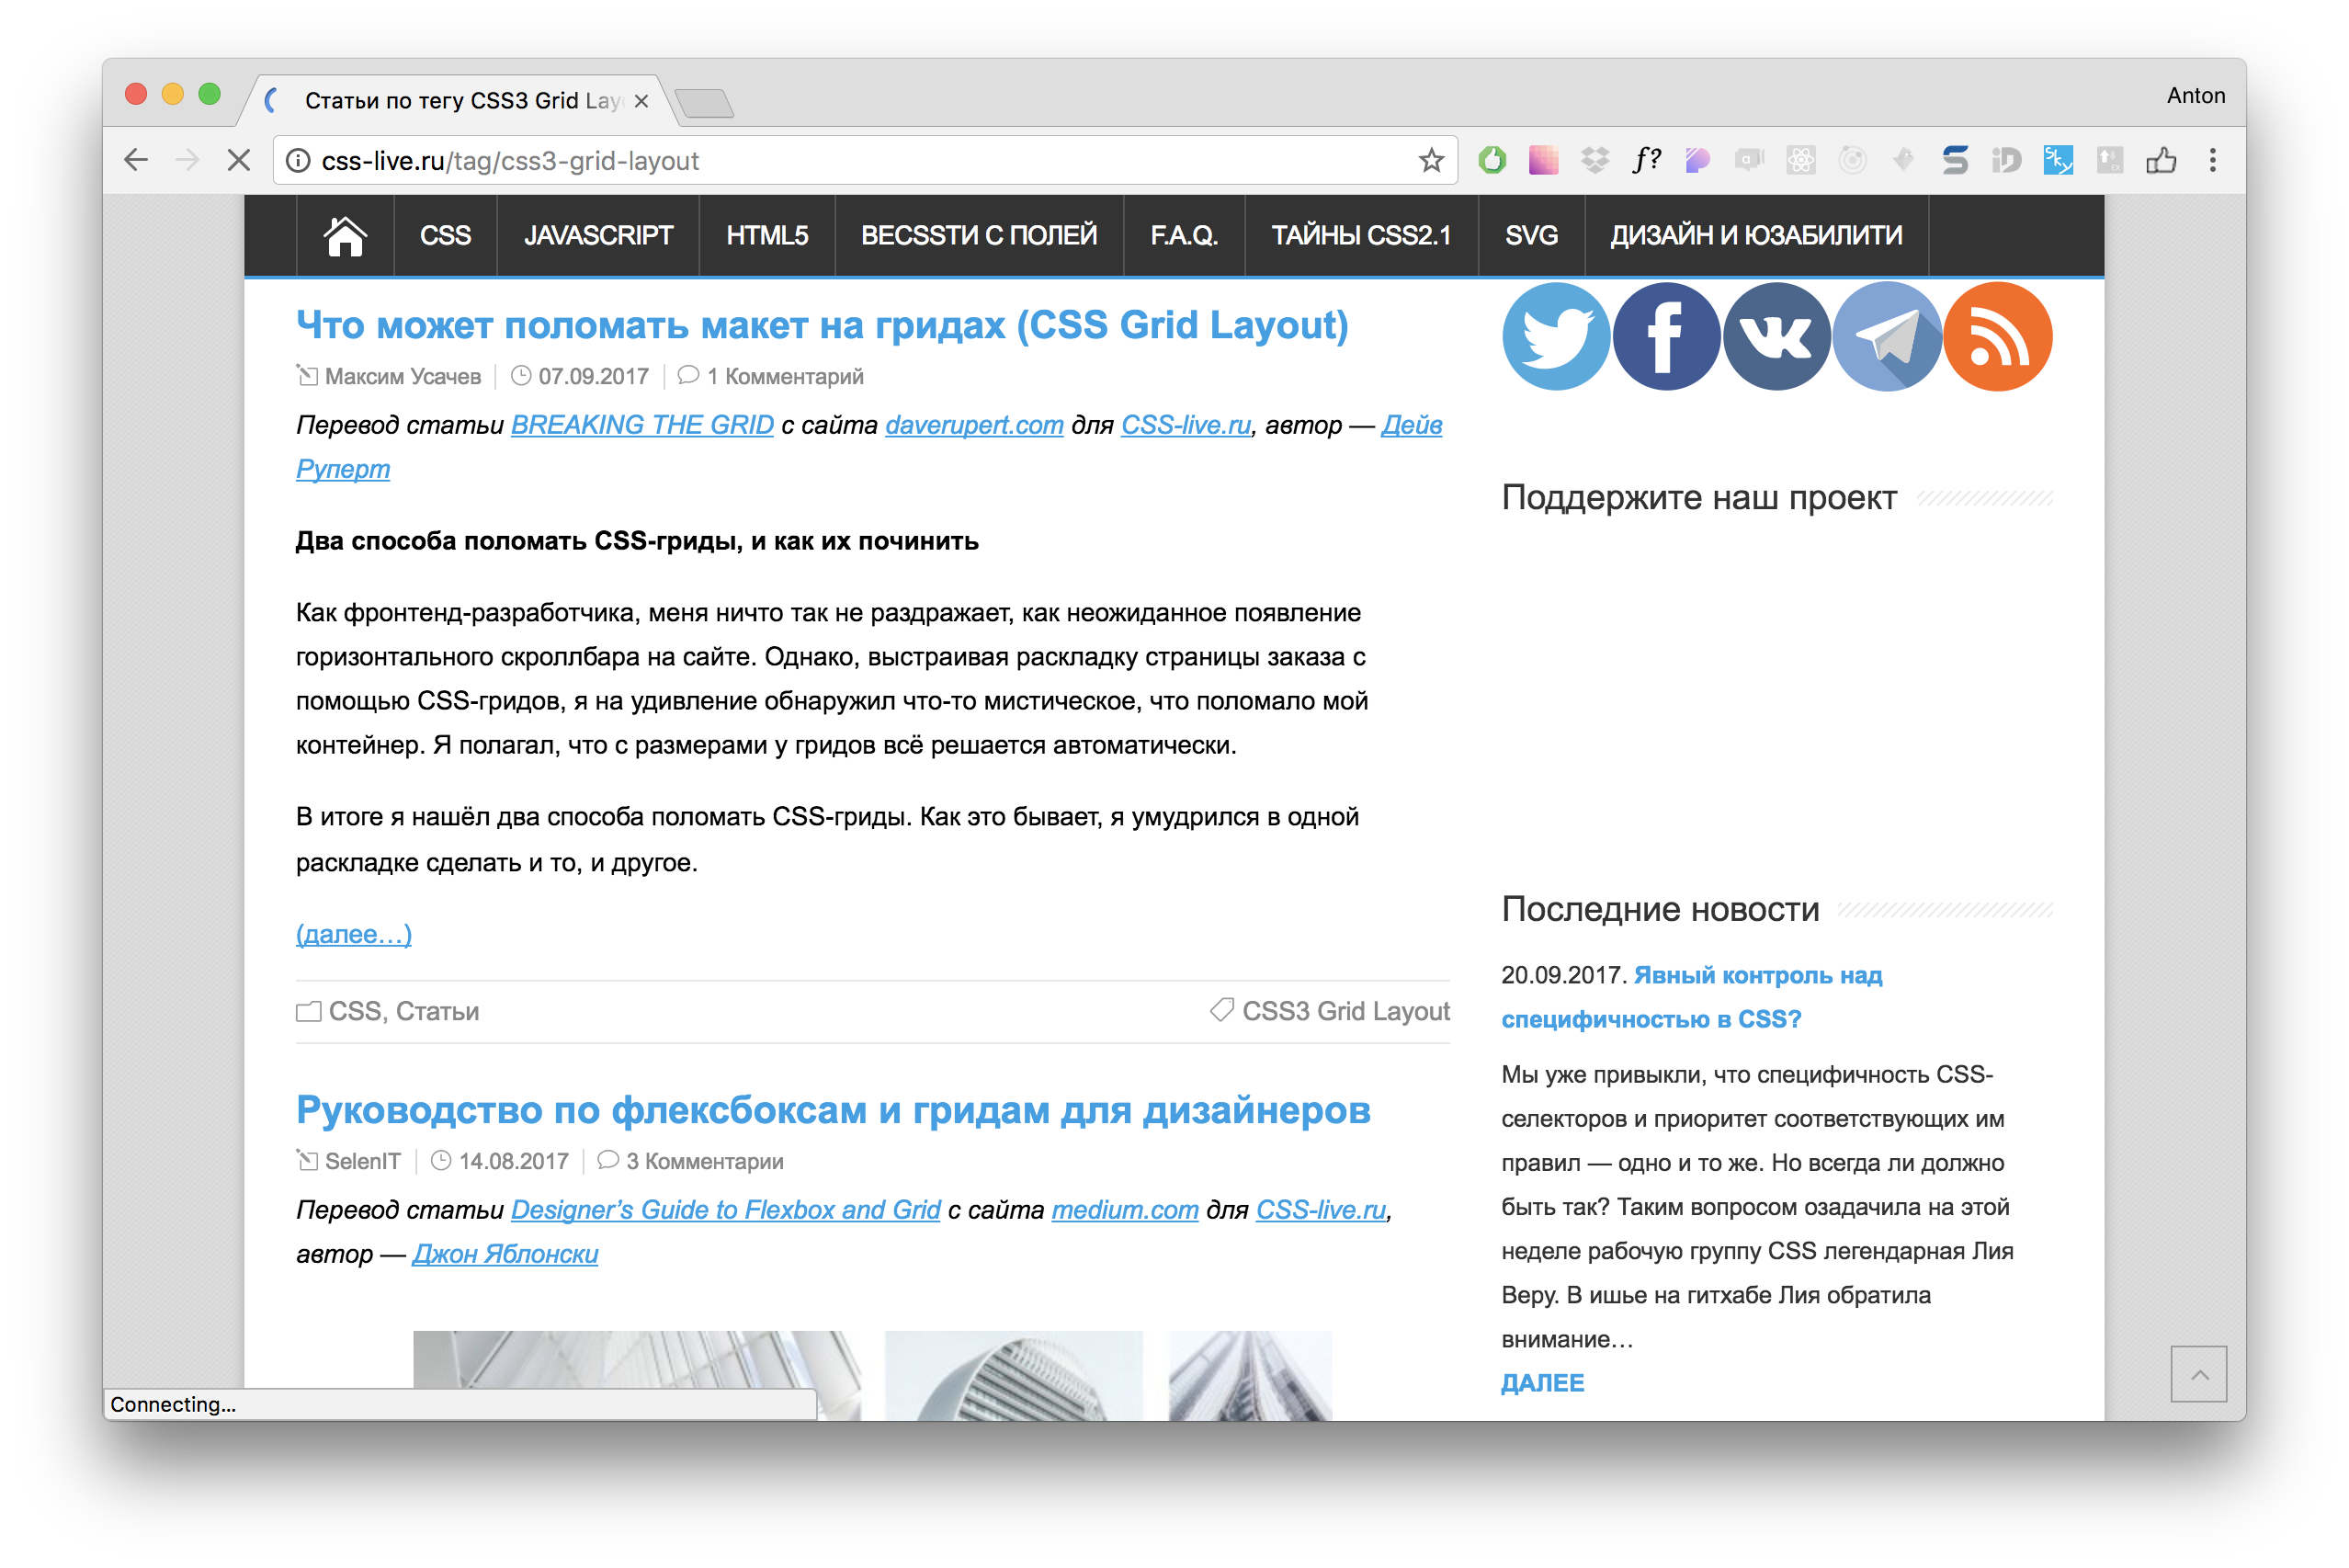 Статьи по тегу CSS3 Grid Lay
Anton
css-live.ru/tag/css3-grid-layout
CSS
JAVASCRIPT
HTML5
ВЕCSSТИ С ПОЛЕЙ
F.A.Q.
ТАЙНЫ CSS2.1
SVG
ДИЗАЙН И ЮЗАБИЛИТИ
Что может поломать макет на гридах (CSS Grid Layout)
Максим Усачев
07.09.2017
1 Комментарий
Перевод статьи BREAKING THE GRID с сайта daverupert.com для CSS-live.ru, автор — Дейв
Руперт
Два способа поломать CSS-гриды, и как их починить
Как фронтенд-разработчика, меня ничто так не раздражает, как неожиданное появление
горизонтального скроллбара на сайте. Однако, выстраивая раскладку страницы заказа с
помощью CSS-гридов, я на удивление обнаружил что-то мистическое, что поломало мой
контейнер. Я полагал, что с размерами у гридов всё решается автоматически.
В итоге я нашёл два способа поломать CSS-гриды. Как это бывает, я умудрился в одной
раскладке сделать и то, и другое.
(далее…)
CSS, Статьи
CSS3 Grid Layout
Руководство по флексбоксам и гридам для дизайнеров
SelenIT
14.08.2017
3 Комментарии
Перевод статьи Designer’s Guide to Flexbox and Grid с сайта medium.com для CSS-live.ru,
автор — Джон Яблонски
Поддержите наш проект
Последние новости
20.09.2017. Явный контроль над
специфичностью в CSS?
Мы уже привыкли, что специфичность CSS-
селекторов и приоритет соответствующих им
правил — одно и то же. Но всегда ли должно
быть так? Таким вопросом озадачила на этой
неделе рабочую группу CSS легендарная Лия
Веру. В ишье на гитхабе Лия обратила
внимание…
ДАЛЕЕ
Connecting...